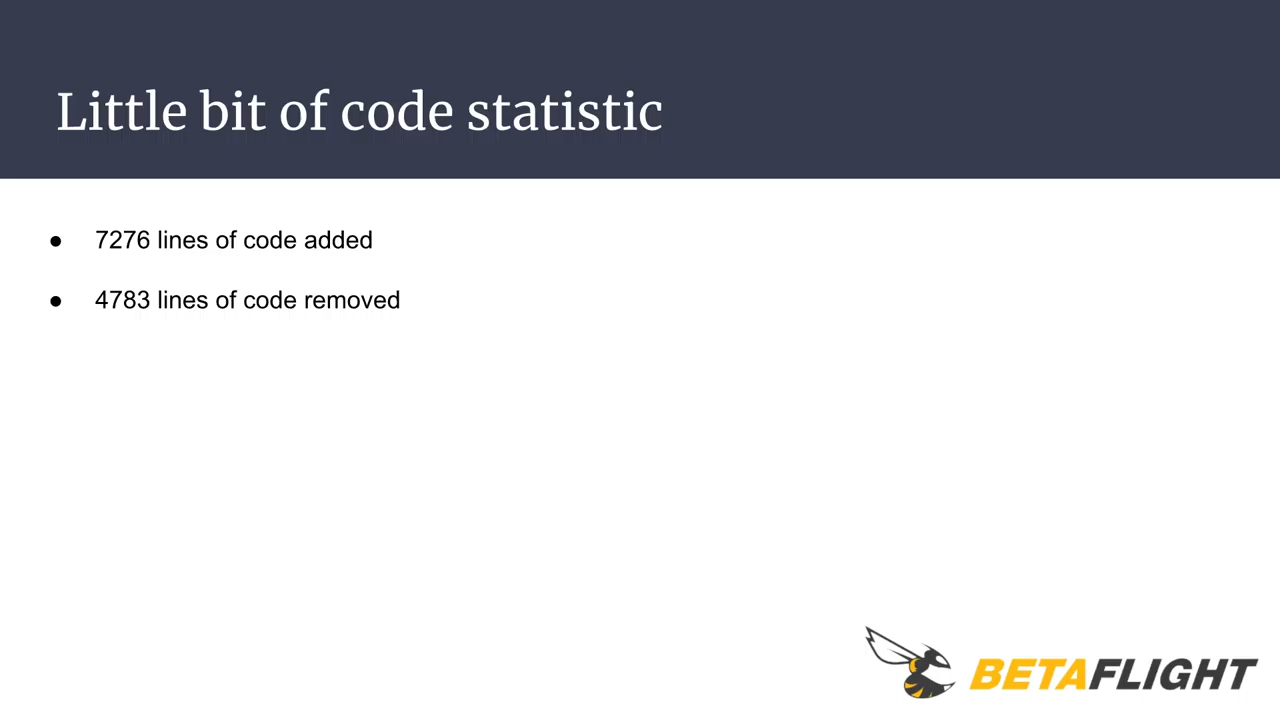 Little bit of code statistic
● 7276 lines of code added
● 4783 lines of code removed
BETAFLIGHT